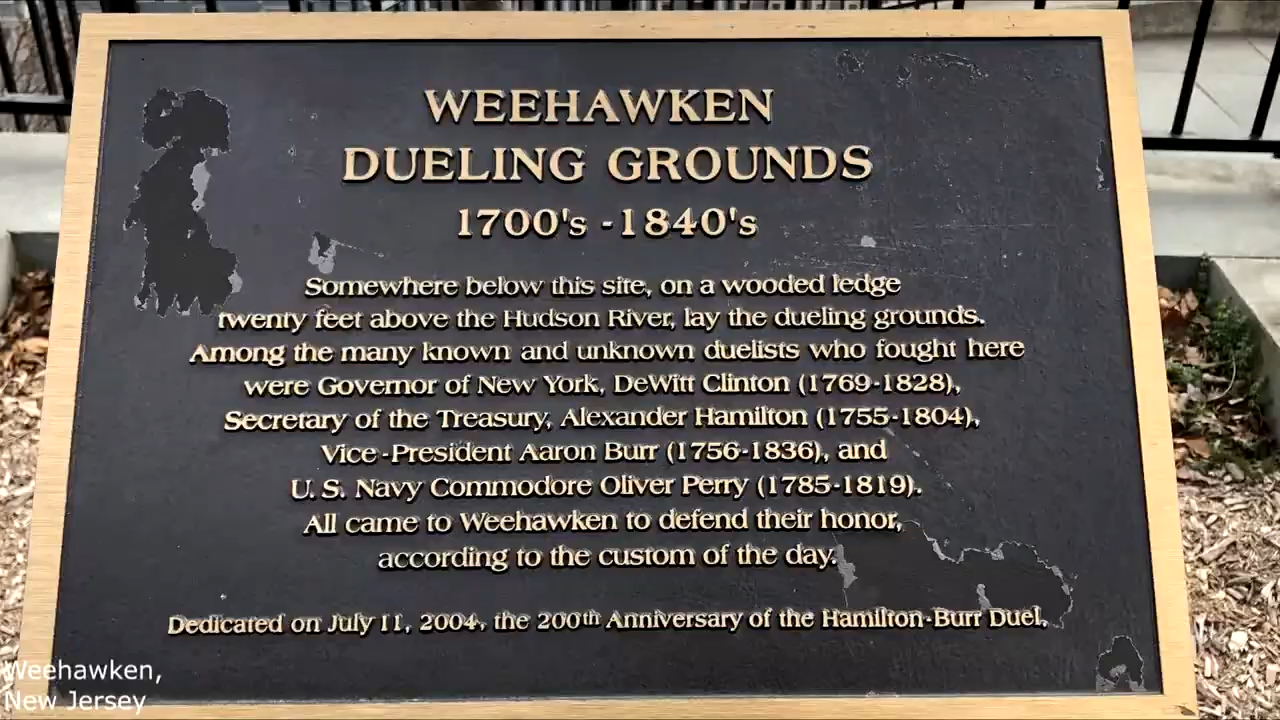 WEEHAWKEN
DUELING GROUNDS
1700's - 1840's
Somewhere below this site, on a wooded ledge
twenty feet above the Hudson River, lay the dueling grounds.
Among the many known and unknown duelists who fought here
were Governor of New York, DeWitt Clinton (1769-1828),
Secretary of the Treasury, Alexander Hamilton (1755-1804),
Vice-President Aaron Burr (1756-1836), and
U. S. Navy Commodore Oliver Perry (1785-1819).
All came to Weehawken to defend their honor,
according to the custom of the day.
Dedicated on July 11, 2004, the 200th Anniversary of the Hamilton-Burr Duel.
Weehawken,
New Jersey